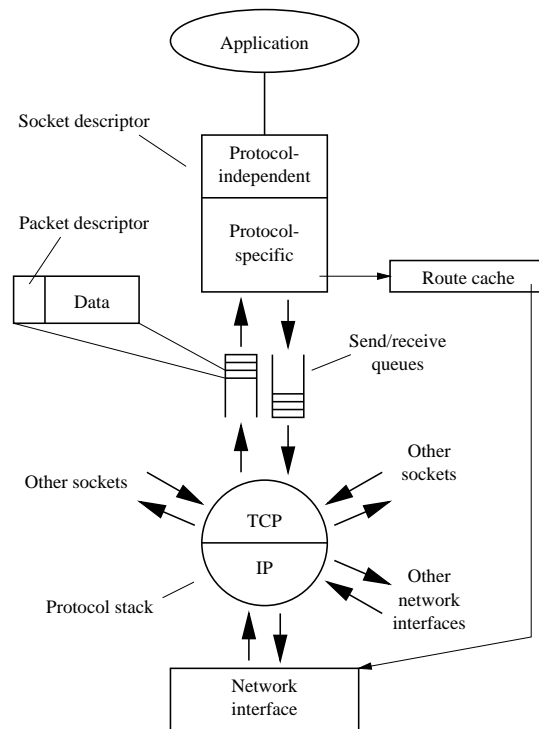 Application
Socket descriptor
Protocol-
independent
Packet descriptor
Protocol-
specific
Data
Route cache
Send/receive
queues
Other sockets
Other
sockets
TCP
IP
Protocol stack
Other
network
interfaces
Network
interface